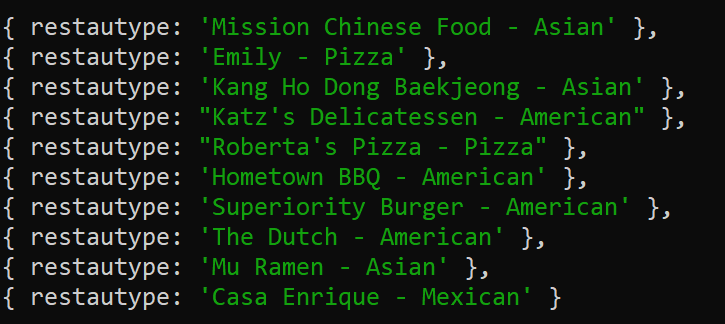 { restautype: 'Mission Chinese Food - Asian' },
{ restautype: 'Emily - Pizza' },
{ restautype: 'Kang Ho Dong Baekjeong - Asian' },
{ restautype: "Katz's Delicatessen - American" },
{ restautype: "Roberta's Pizza - Pizza" },
{ restautype: 'Hometown BBQ - American' },
{ restautype: 'Superiority Burger - American' },
{ restautype: 'The Dutch - American' },
{ restautype: 'Mu Ramen - Asian' },
{ restautype: 'Casa Enrique - Mexican' }